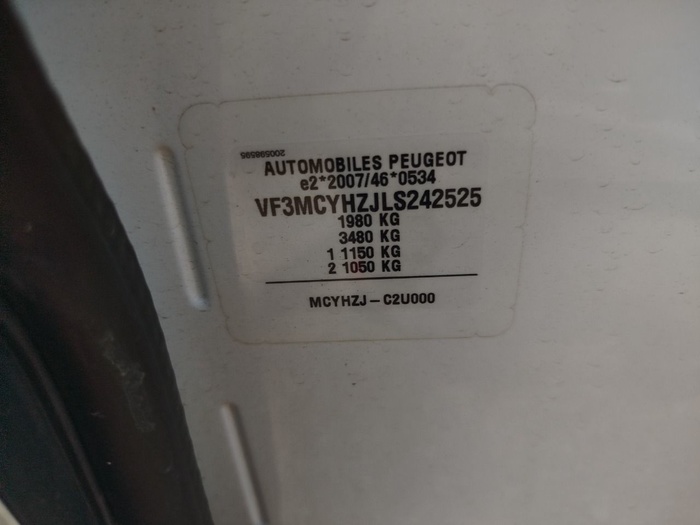 200598595
AUTOMOBILES PEUGEOT
e2*2007/46*0534
VF3MCYHZJLS242525
1980 KG
3480 KG
1 1150 KG
2 1050 KG
MCYHZJ - C2U000